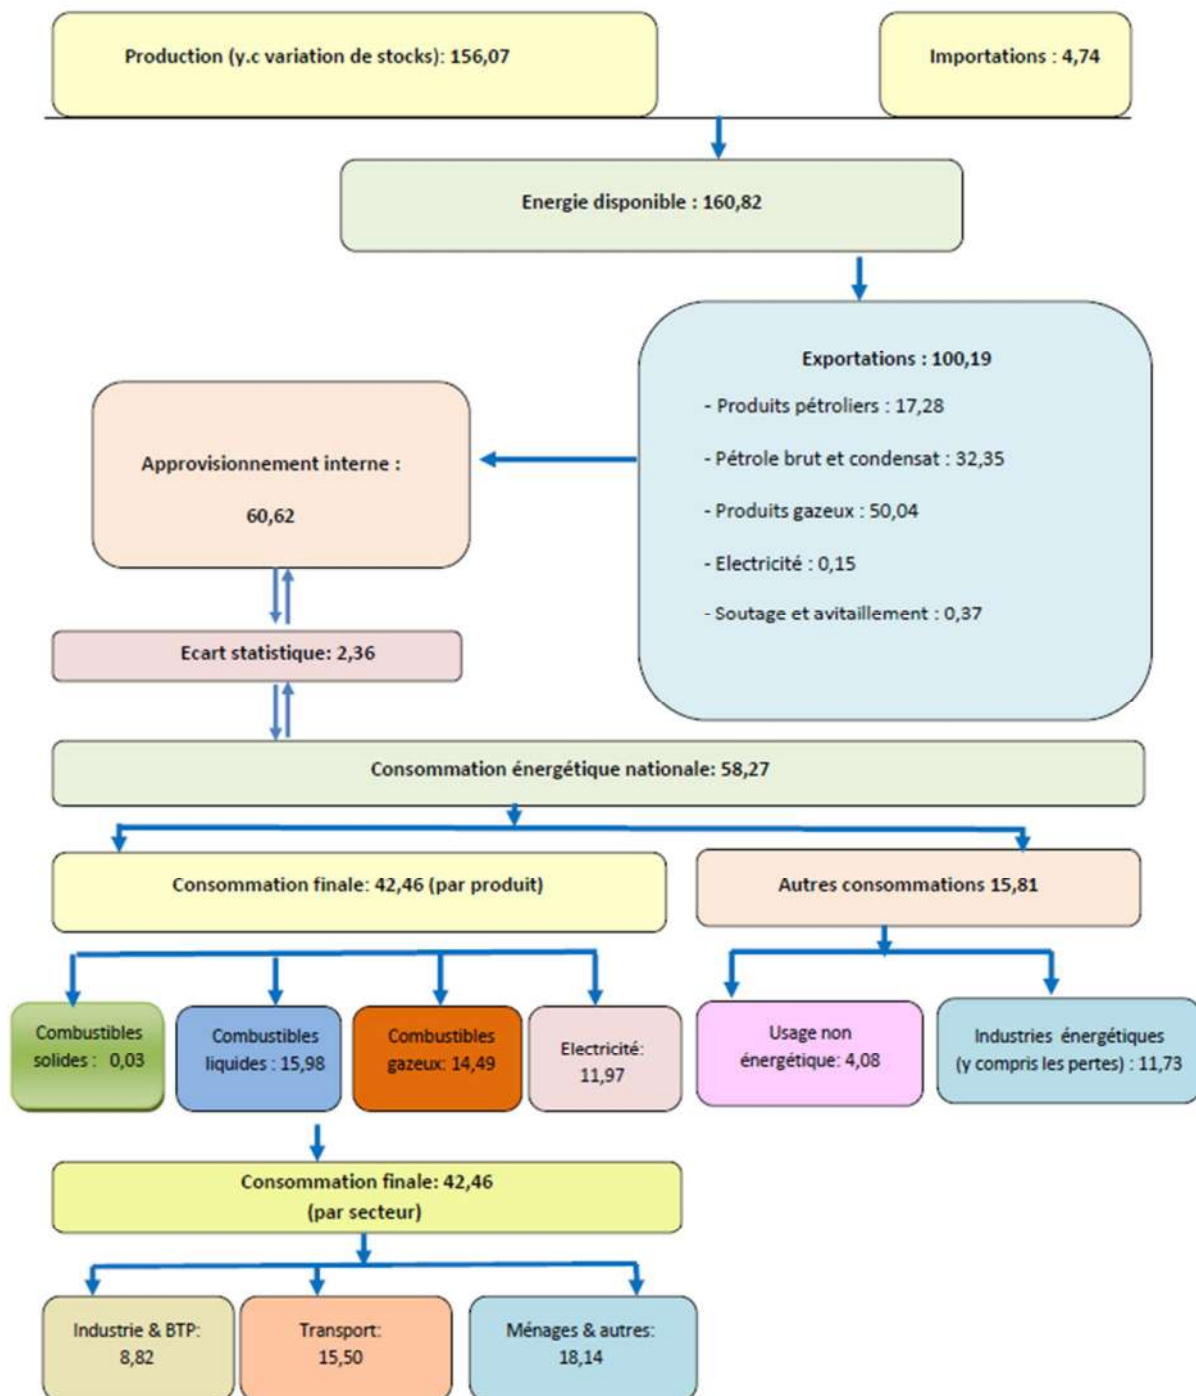 Production (y.c variation de stocks): 156,07
Importations : 4,74
Energie disponible : 160,82
Exportations : 100,19
- Produits pétroliers : 17,28
- Pétrole brut et condensat : 32,35
- Produits gazeux : 50,04
- Electricité : 0,15
- Soutage et avitaillement : 0,37
Approvisionnement interne :
60,62
Ecart statistique: 2,36
Consommation énergétique nationale: 58,27
Consommation finale: 42,46 (par produit)
Autres consommations 15,81
Combustibles
solides : 0,03
Combustibles
liquides : 15,98
Combustibles
gazeux: 14,49
Electricité:
11,97
Usage non
énergétique: 4,08
Industries énergétiques
(y compris les pertes) : 11,73
Consommation finale: 42,46
(par secteur)
Industrie & BTP:
8,82
Transport:
15,50
Ménages & autres:
18,14